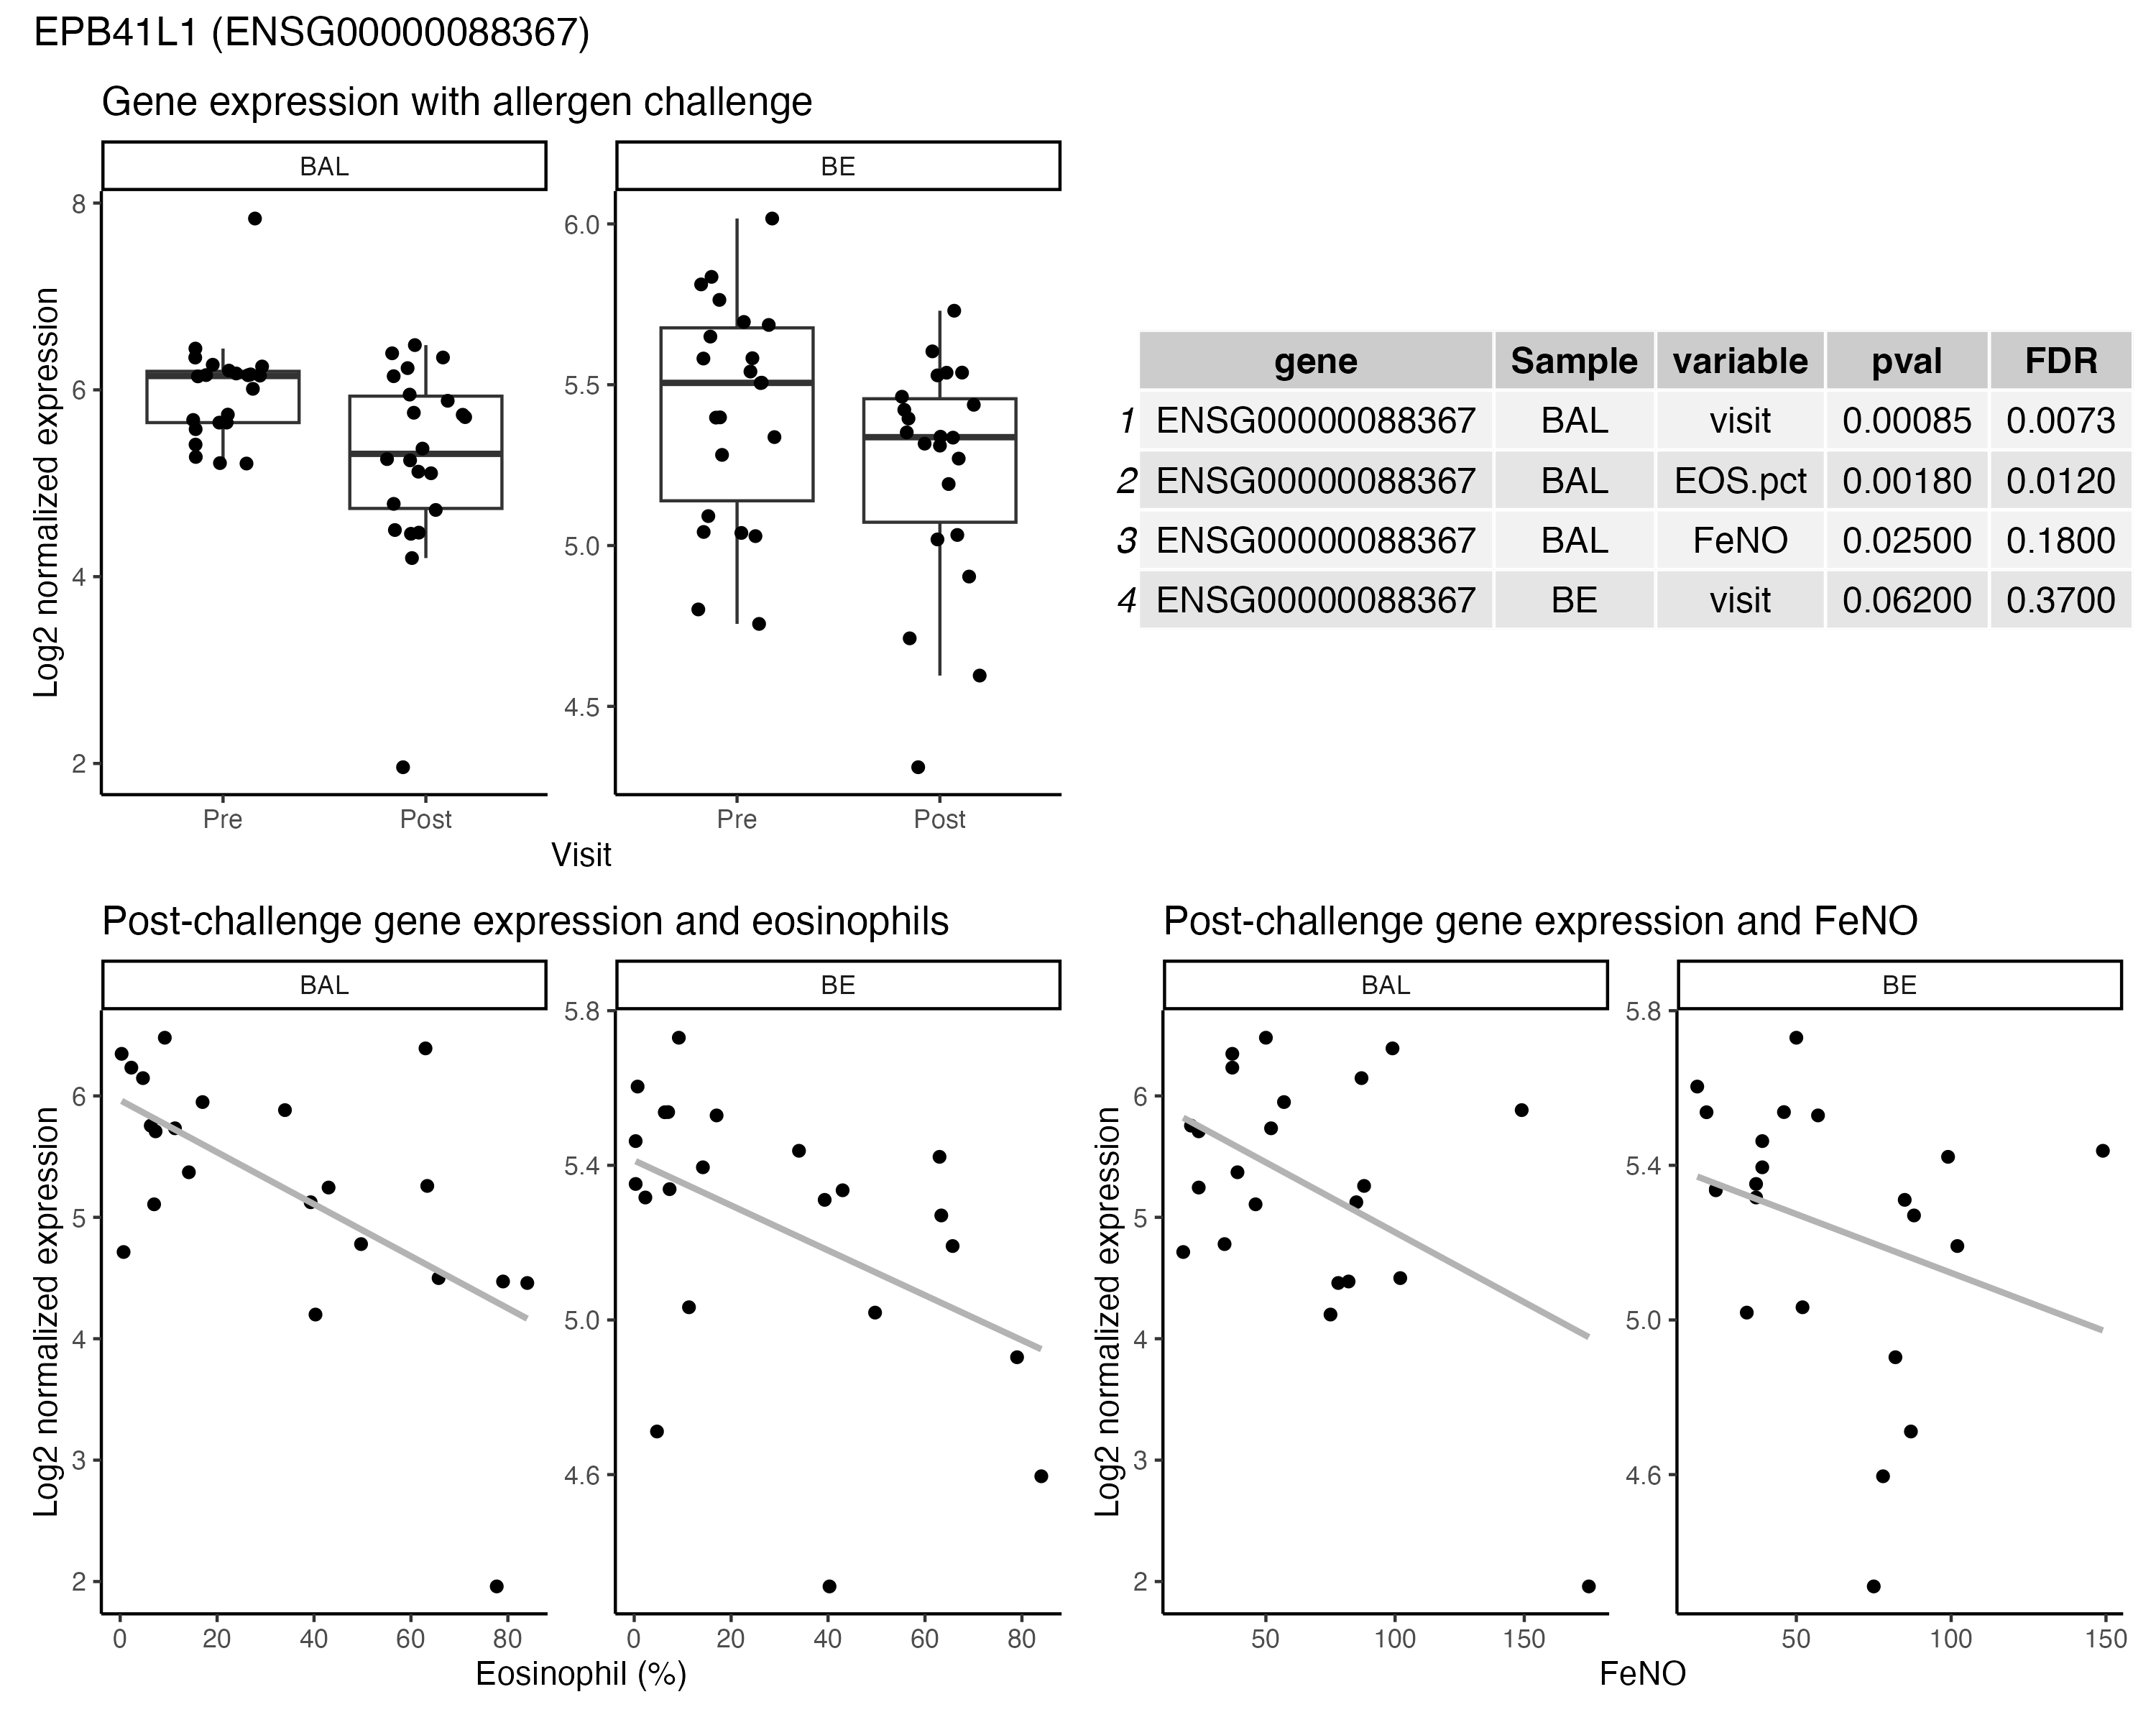 EPB41L1 (ENSG00000088367)
Gene expression with allergen challenge
BAL
BE
Log2 normalized expression
8
6
4
2
6.0
5.5
5.0
4.5
Pre
Post
Pre
Post
Visit
gene Sample variable pval FDR
1 ENSG00000088367 BAL visit 0.00085 0.0073
2 ENSG00000088367 BAL EOS.pct 0.00180 0.0120
3 ENSG00000088367 BAL FeNO 0.02500 0.1800
4 ENSG00000088367 BE visit 0.06200 0.3700
Post-challenge gene expression and eosinophils
BAL
BE
Log2 normalized expression
6
5
4
3
2
5.8
5.4
5.0
4.6
0 20 40 60 80
0 20 40 60 80
Eosinophil (%)
Post-challenge gene expression and FeNO
BAL
BE
Log2 normalized expression
6
5
4
3
2
5.8
5.4
5.0
4.6
50 100 150
50 100 150
FeNO